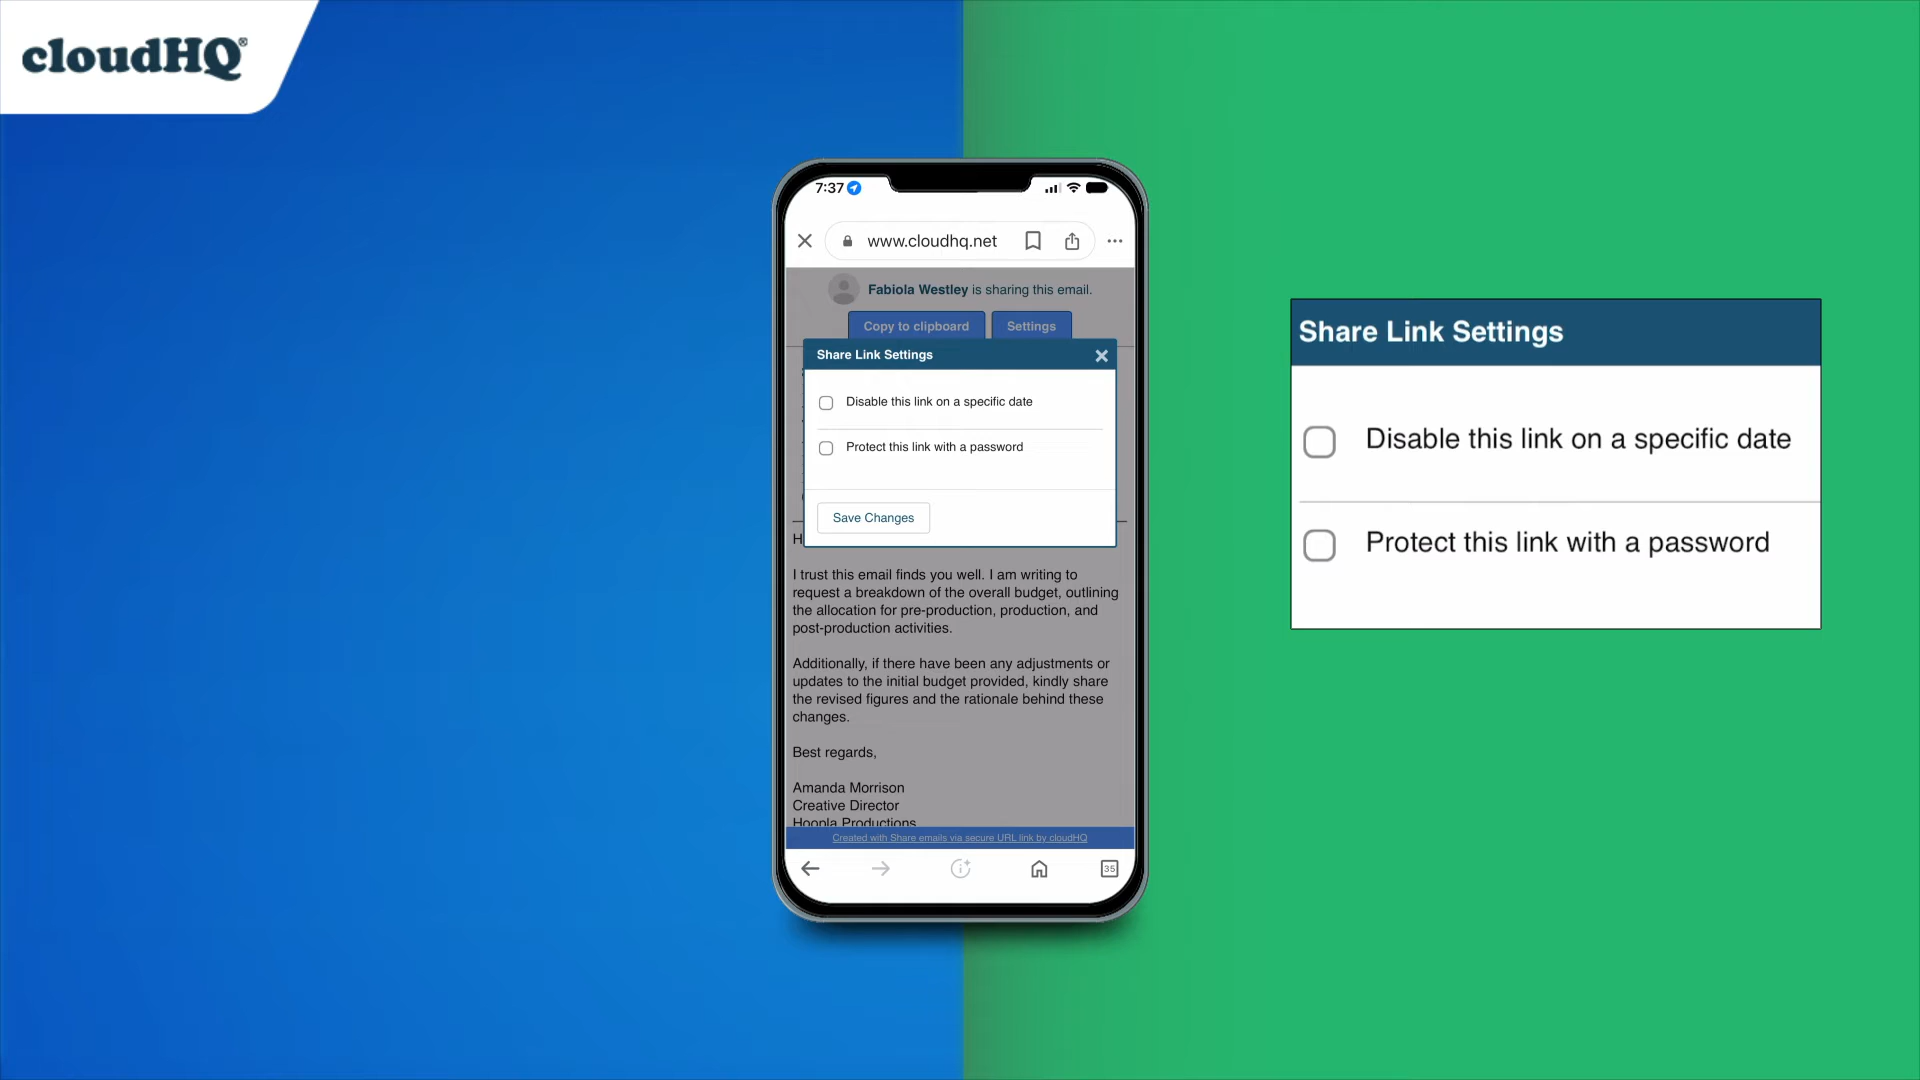 cloudHQ®
7:37
www.cloudhq.net
Fabiola Westley is sharing this email.
Copy to clipboard
Settings
Share Link Settings
Disable this link on a specific date
Protect this link with a password
Save Changes
H
I trust this email finds you well. I am writing to
request a breakdown of the overall budget, outlining
the allocation for pre-production, production, and
post-production activities.
Additionally, if there have been any adjustments or
updates to the initial budget provided, kindly share
the revised figures and the rationale behind these
changes.
Best regards,
Amanda Morrison
Creative Director
Hoopla Productions
Created with Share emails via secure URL link by cloudHQ
35
Share Link Settings
Disable this link on a specific date
Protect this link with a password